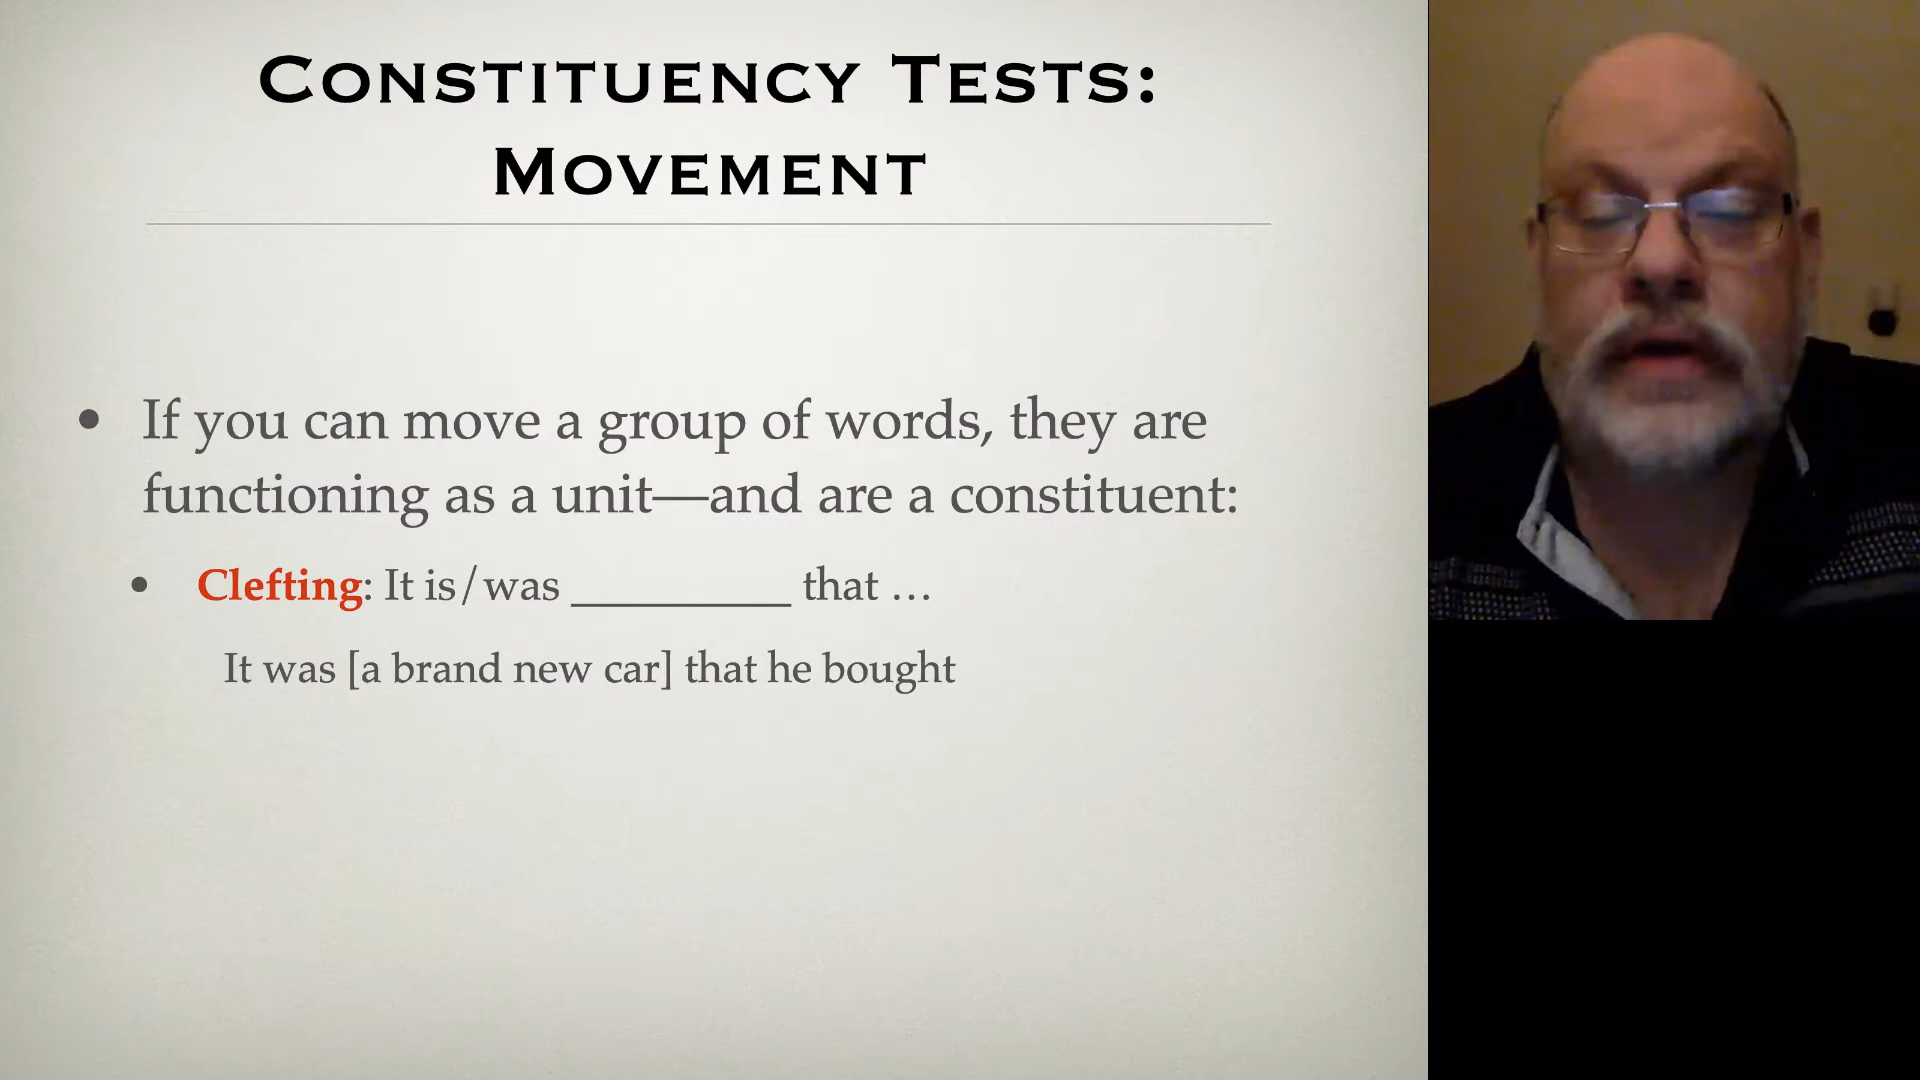 Constituency Tests:
Movement
• If you can move a group of words, they are
functioning as a unit—and are a constituent:
• Clefting: It is/was __________ that …
It was [a brand new car] that he bought